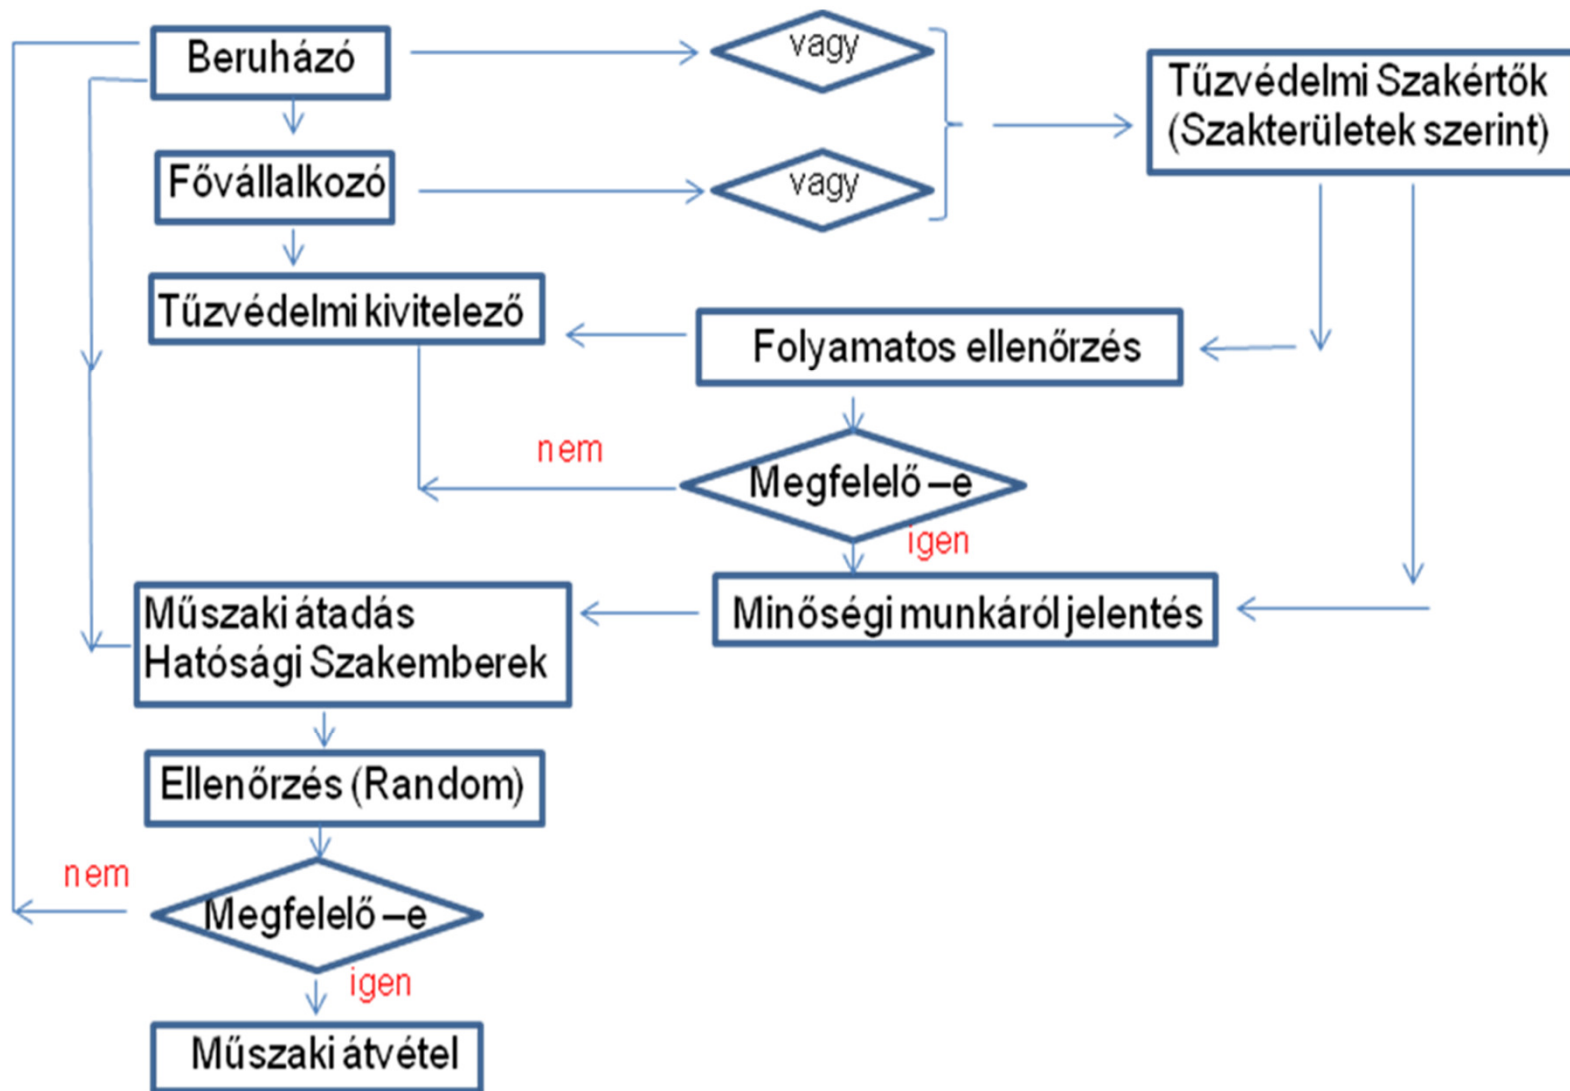 Beruházó
vagy
Tűzvédelmi Szakértők
(Szakterületek szerint)
Fővállalkozó
vagy
Tűzvédelmi kivitelező
Folyamatos ellenőrzés
nem
Megfelelő –e
igen
Minőségi munkáról jelentés
Műszaki átadás
Hatósági Szakemberek
Ellenőrzés (Random)
nem
Megfelelő –e
igen
Műszaki átvétel